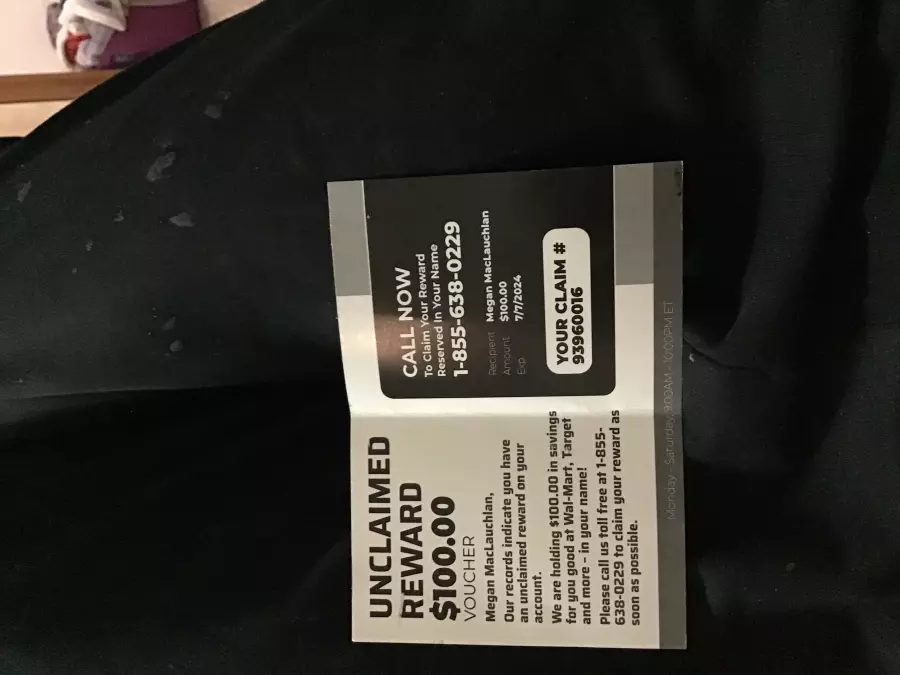 UNCLAIMED
REWARD
$100.00
VOUCHER
Megan MacLauchlan,
Our records indicate you have
an unclaimed reward on your
account.
We are holding $100.00 in savings
for you good at Wal-Mart, Target
and more - in your name!
Please call us toll free at 1-855-
638-0229 to claim your reward as
soon as possible.
CALL NOW
To Claim Your Reward
Reserved In Your Name
1-855-638-0229
Recipient Megan MacLauchlan
Amount $100.00
Exp. 7/7/2024
YOUR CLAIM #
93960016
Monday - Saturday 9:00AM - 10:00PM ET